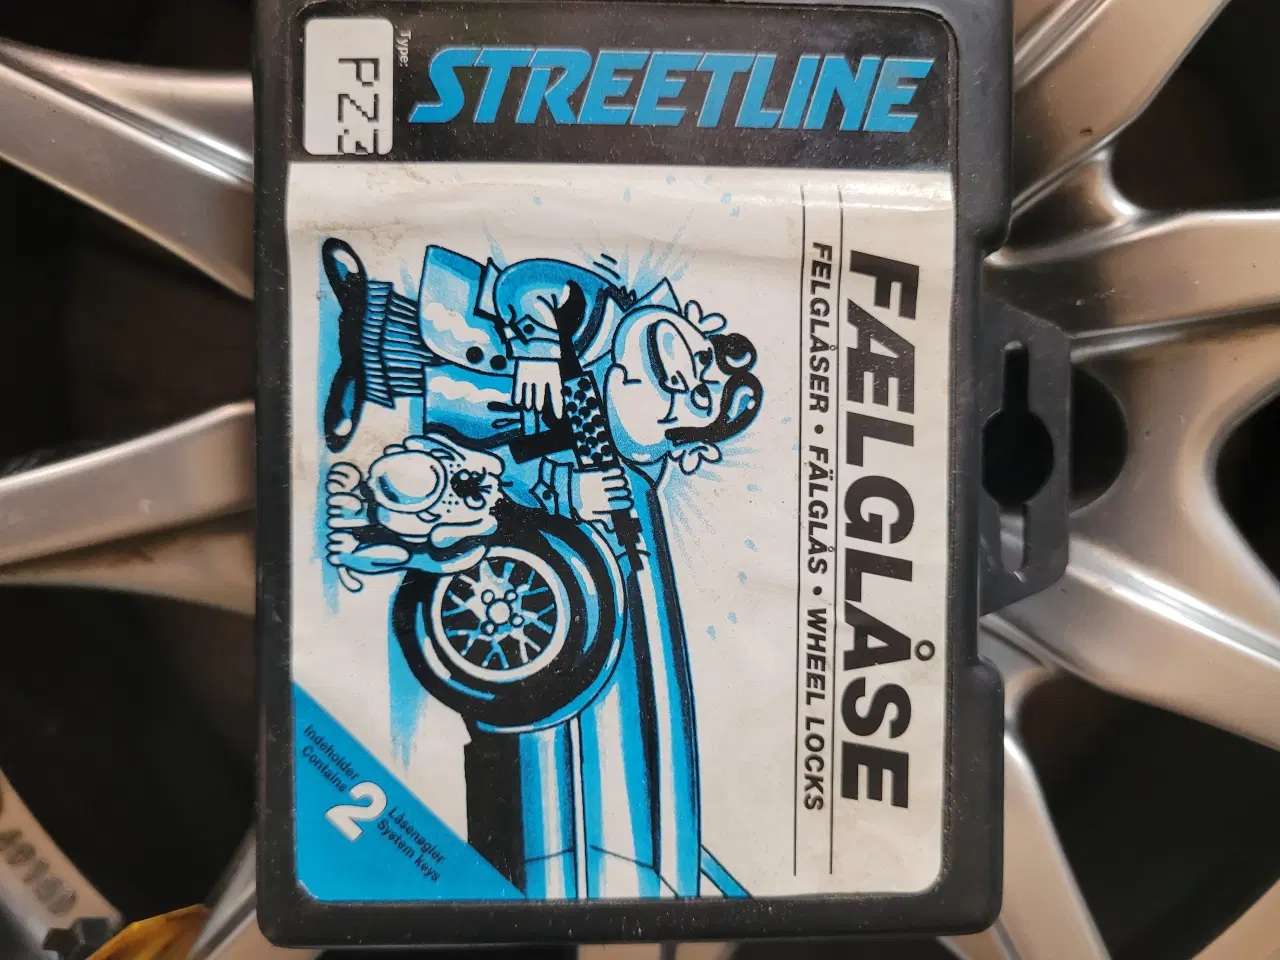 Type:
PZ3
STREETLINE
FÆLGLÅSE
FELGLÅSER • FÄLGLÅS • WHEEL LOCKS
Indeholder
Contains
2
Låsenøgler
System keys